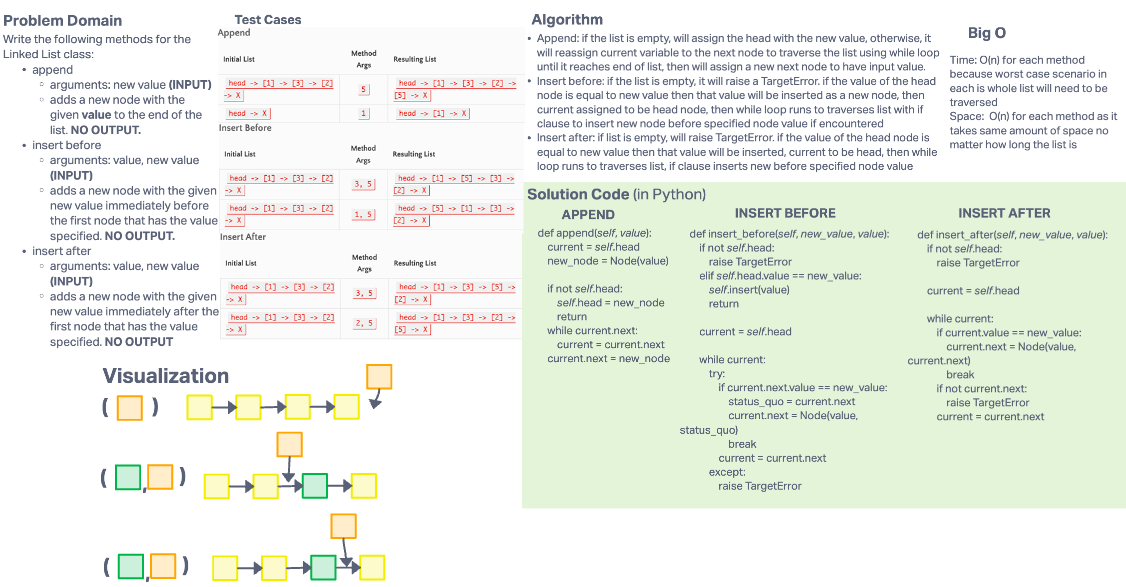 Problem Domain
Write the following methods for the
Linked List class:
• append
◦ arguments: new value (INPUT)
◦ adds a new node with the
given value to the end of the
list. NO OUTPUT.
• insert before
◦ arguments: value, new value
(INPUT)
◦ adds a new node with the given
new value immediately before
the first node that has the value
specified. NO OUTPUT.
• insert after
◦ arguments: value, new value
(INPUT)
◦ adds a new node with the given
new value immediately after the
first node that has the value
specified. NO OUTPUT
Test Cases
Append
Initial List
Method
Args
Resulting List
head -> [1] -> [3] -> [2]
-> X
5
head -> [1] -> [3] -> [2] ->
[5] -> X
head -> X
1
head -> [1] -> X
Insert Before
Initial List
Method
Args
Resulting List
head -> [1] -> [3] -> [2]
-> X
3, 5
head -> [1] -> [5] -> [3] ->
[2] -> X
head -> [1] -> [3] -> [2]
-> X
1, 5
head -> [5] -> [1] -> [3] ->
[2] -> X
Insert After
Initial List
Method
Args
Resulting List
head -> [1] -> [3] -> [2]
-> X
3, 5
head -> [1] -> [3] -> [5] ->
[2] -> X
head -> [1] -> [3] -> [2]
-> X
2, 5
head -> [1] -> [3] -> [2] ->
[5] -> X
Algorithm
• Append: if the list is empty, will assign the head with the new value, otherwise, it
will reassign current variable to the next node to traverse the list using while loop
until it reaches end of list, then will assign a new next node to have input value.
• Insert before: if the list is empty, it will raise a TargetError. if the value of the head
node is equal to new value then that value will be inserted as a new node, then
current assigned to be head node, then while loop runs to traverses list with if
clause to insert new node before specified node value if encountered
• Insert after: if list is empty, will raise TargetError. if the value of the head node is
equal to new value then that value will be inserted, current to be head, then while
loop runs to traverses list, if clause inserts new before specified node value
Big O
Time: O(n) for each method
because worst case scenario in
each is whole list will need to be
traversed
Space: O(n) for each method as it
takes same amount of space no
matter how long the list is
Solution Code (in Python)
APPEND
def append(self, value):
current = self.head
new_node = Node(value)
if not self.head:
self.head = new_node
return
while current.next:
current = current.next
current.next = new_node
INSERT BEFORE
def insert_before(self, new_value, value):
if not self.head:
raise TargetError
elif self.head.value == new_value:
self.insert(value)
return
current = self.head
while current:
try:
if current.next.value == new_value:
status_quo = current.next
current.next = Node(value,
status_quo)
break
current = current.next
except:
raise TargetError
INSERT AFTER
def insert_after(self, new_value, value):
if not self.head:
raise TargetError
current = self.head
while current:
if current.value == new_value:
current.next = Node(value,
current.next)
break
if not current.next:
raise TargetError
current = current.next
Visualization
( )
( , )
( , )